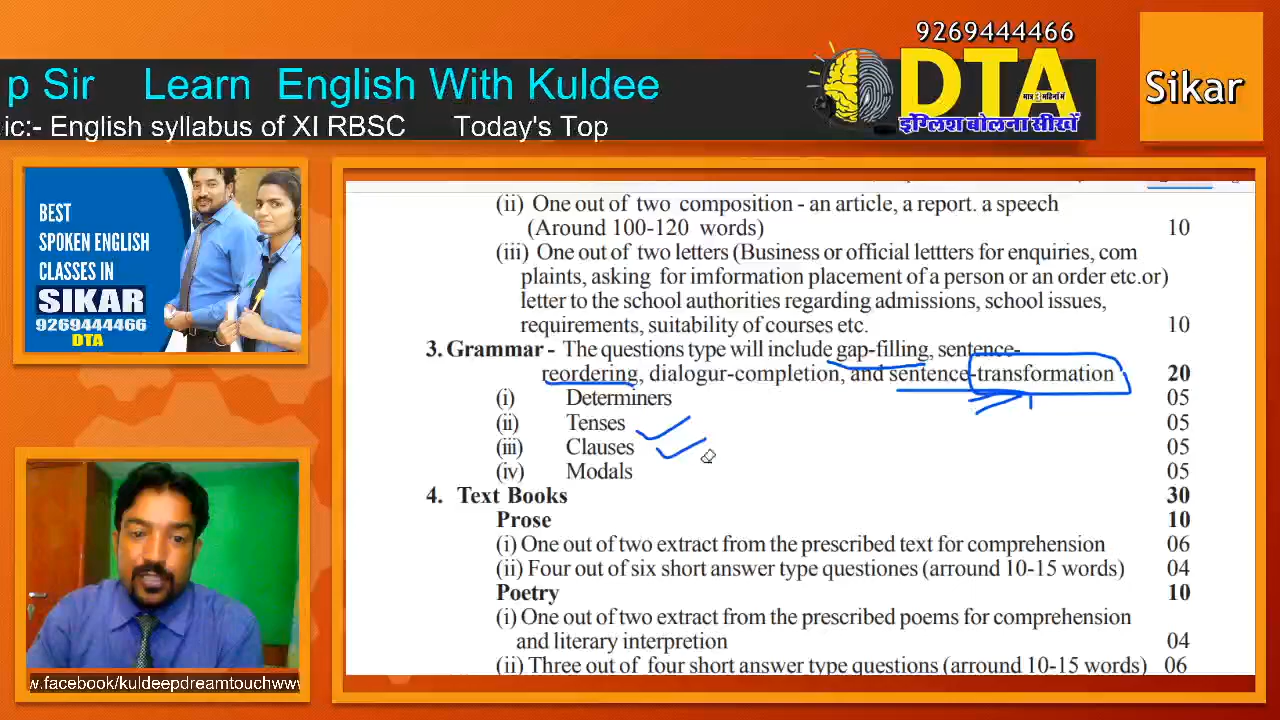 9269444466
p Sir Learn English With Kuldee
ic:- English syllabus of XI RBSC Today's Top
DTA
मात्र 3 महिनों में
इंग्लिश बोलना सीखें
Sikar
BEST
SPOKEN ENGLISH
CLASSES IN
SIKAR
9269444466
DTA
(ii) One out of two composition - an article, a report. a speech
(Around 100-120 words) 10
(iii) One out of two letters (Business or official lettters for enquiries, com
plaints, asking for imformation placement of a person or an order etc.or)
letter to the school authorities regarding admissions, school issues,
requirements, suitability of courses etc. 10
3. Grammar - The questions type will include gap-filling, sentence-
reordering, dialogur-completion, and sentence-transformation 20
(i) Determiners 05
(ii) Tenses 05
(iii) Clauses 05
(iv) Modals 05
4. Text Books 30
Prose 10
(i) One out of two extract from the prescribed text for comprehension 06
(ii) Four out of six short answer type questiones (arround 10-15 words) 04
Poetry 10
(i) One out of two extract from the prescribed poems for comprehension
and literary interpretion 04
(ii) Three out of four short answer type questions (arround 10-15 words) 06
w.facebook/kuldeepdreamtouchwww